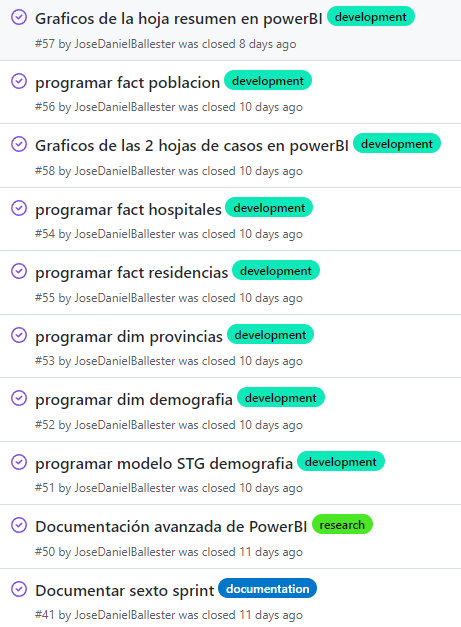 Graficos de la hoja resumen en powerBI development
#57 by JoseDanielBallester was closed 8 days ago
programar fact poblacion development
#56 by JoseDanielBallester was closed 10 days ago
Graficos de las 2 hojas de casos en powerBI development
#58 by JoseDanielBallester was closed 10 days ago
programar fact hospitales development
#54 by JoseDanielBallester was closed 10 days ago
programar fact residencias development
#55 by JoseDanielBallester was closed 10 days ago
programar dim provincias development
#53 by JoseDanielBallester was closed 10 days ago
programar dim demografia development
#52 by JoseDanielBallester was closed 10 days ago
programar modelo STG demografia development
#51 by JoseDanielBallester was closed 10 days ago
Documentación avanzada de PowerBI research
#50 by JoseDanielBallester was closed 11 days ago
Documentar sexto sprint documentation
#41 by JoseDanielBallester was closed 11 days ago